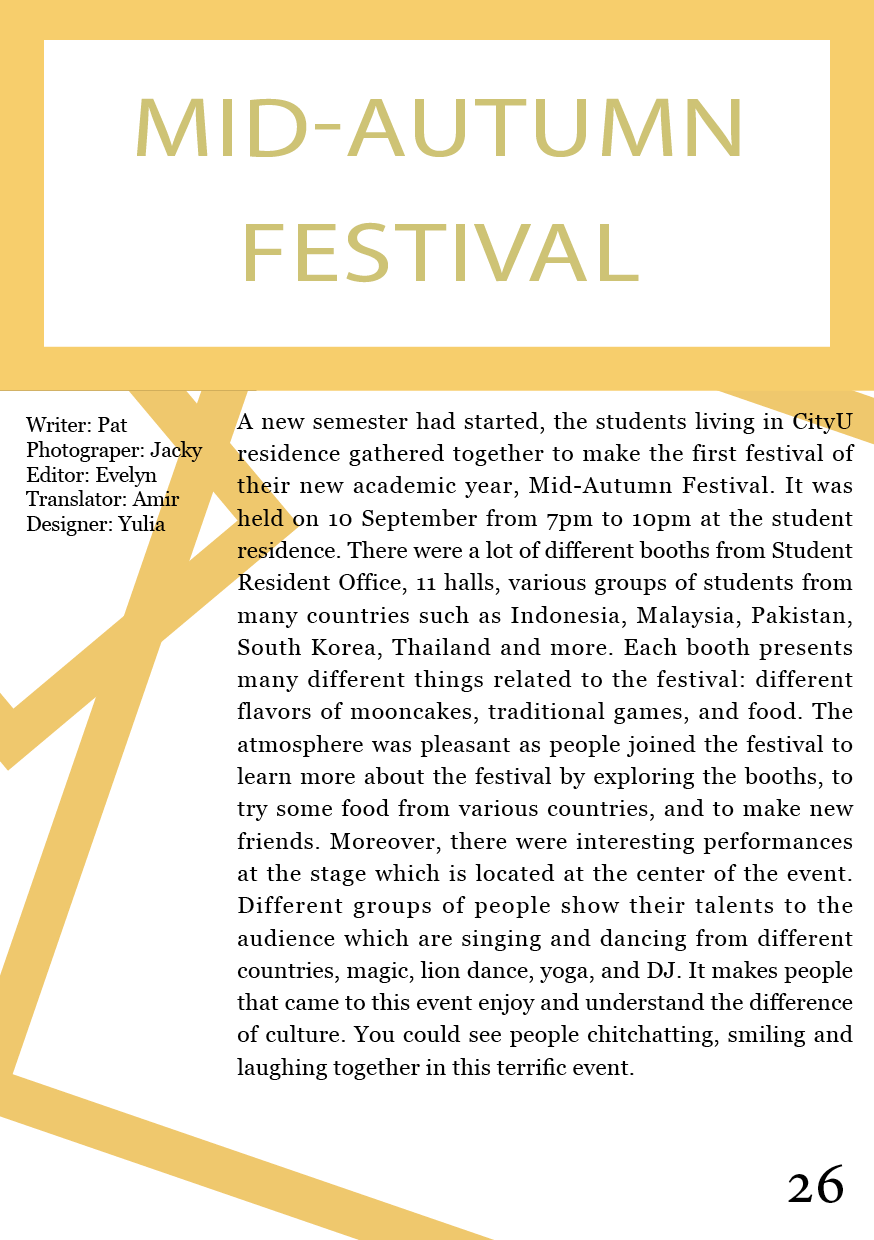 MID-AUTUMN
FESTIVAL
Writer: Pat
Photograper: Jacky
Editor: Evelyn
Translator: Amir
Designer: Yulia
A new semester had started, the students living in CityU
residence gathered together to make the first festival of
their new academic year, Mid-Autumn Festival. It was
held on 10 September from 7pm to 10pm at the student
residence. There were a lot of different booths from Student
Resident Office, 11 halls, various groups of students from
many countries such as Indonesia, Malaysia, Pakistan,
South Korea, Thailand and more. Each booth presents
many different things related to the festival: different
flavors of mooncakes, traditional games, and food. The
atmosphere was pleasant as people joined the festival to
learn more about the festival by exploring the booths, to
try some food from various countries, and to make new
friends. Moreover, there were interesting performances
at the stage which is located at the center of the event.
Different groups of people show their talents to the
audience which are singing and dancing from different
countries, magic, lion dance, yoga, and DJ. It makes people
that came to this event enjoy and understand the difference
of culture. You could see people chitchatting, smiling and
laughing together in this terrific event.
26